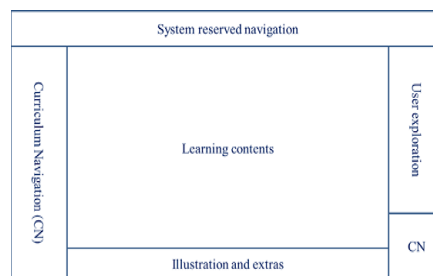 System reserved navigation
Curriculum Navigation (CN)
Learning contents
User exploration
CN
Illustration and extras